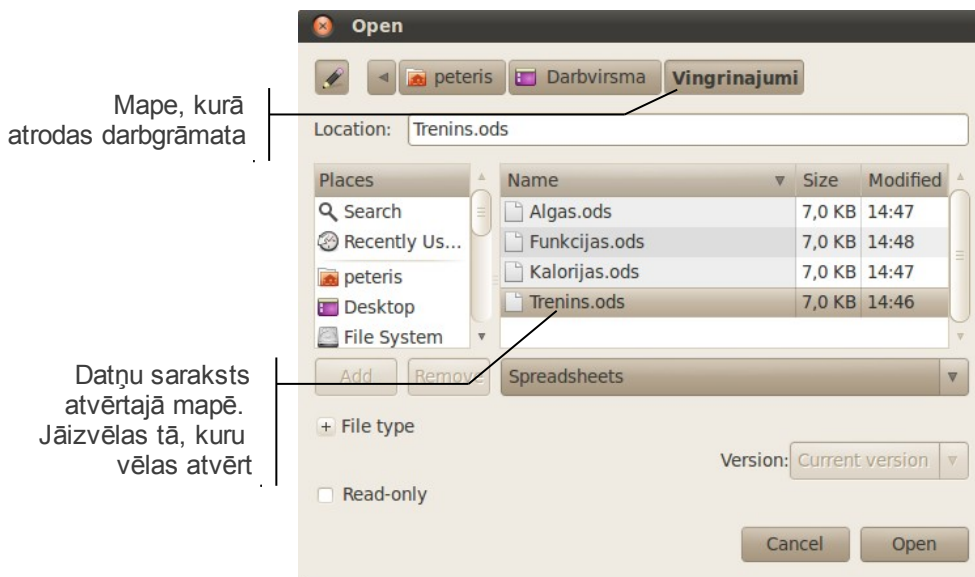 Open
peteris Darbvirsma Vingrinajumi
Mape, kurā
atrodas darbgrāmata
Location: Trenins.ods
Places Name Size Modified
Search Algas.ods 7,0 KB 14:47
Recently Us... Funkcijas.ods 7,0 KB 14:48
peteris Kalorijas.ods 7,0 KB 14:47
Desktop Trenins.ods 7,0 KB 14:46
File System
Datņu saraksts
atvērtajā mapē.
Jāizvēlas tā, kuru
vēlas atvērt
Add Remove Spreadsheets
+ File type
Version: Current version
Read-only
Cancel Open